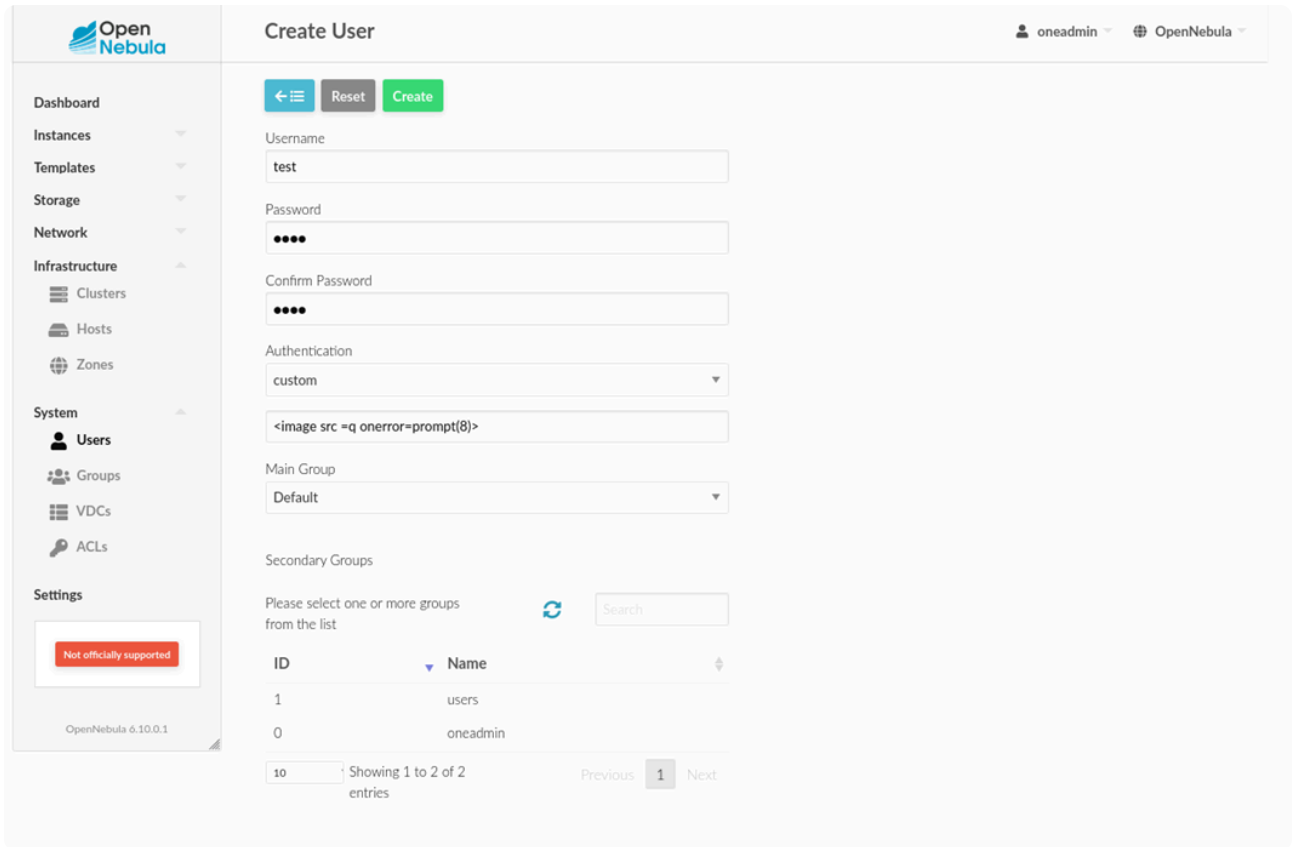 Open
Nebula
Create User
oneadmin
OpenNebula
Dashboard
Instances
Templates
Storage
Network
Infrastructure
Clusters
Hosts
Zones
System
Users
Groups
VDCs
ACLs
Settings
Not officially supported
OpenNebula 6.10.0.1
Reset
Create
Username
test
Password
Confirm Password
Authentication
custom
<image src =q onerror=prompt(8)>
Main Group
Default
Secondary Groups
Please select one or more groups
from the list
Search
ID Name
1 users
0 oneadmin
10 Showing 1 to 2 of 2
entries
Previous 1 Next